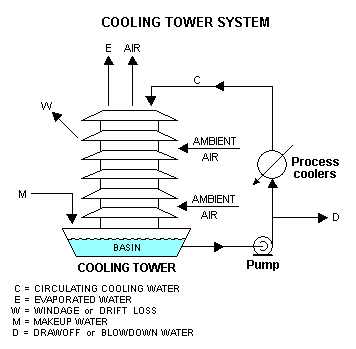 COOLING TOWER SYSTEM
E
AIR
C
W
AMBIENT
AIR
Process
coolers
M
AMBIENT
AIR
D
BASIN
Pump
COOLING TOWER
C = CIRCULATING COOLING WATER
E = EVAPORATED WATER
W = WINDAGE or DRIFT LOSS
M = MAKEUP WATER
D = DRAWOFF or BLOWDOWN WATER